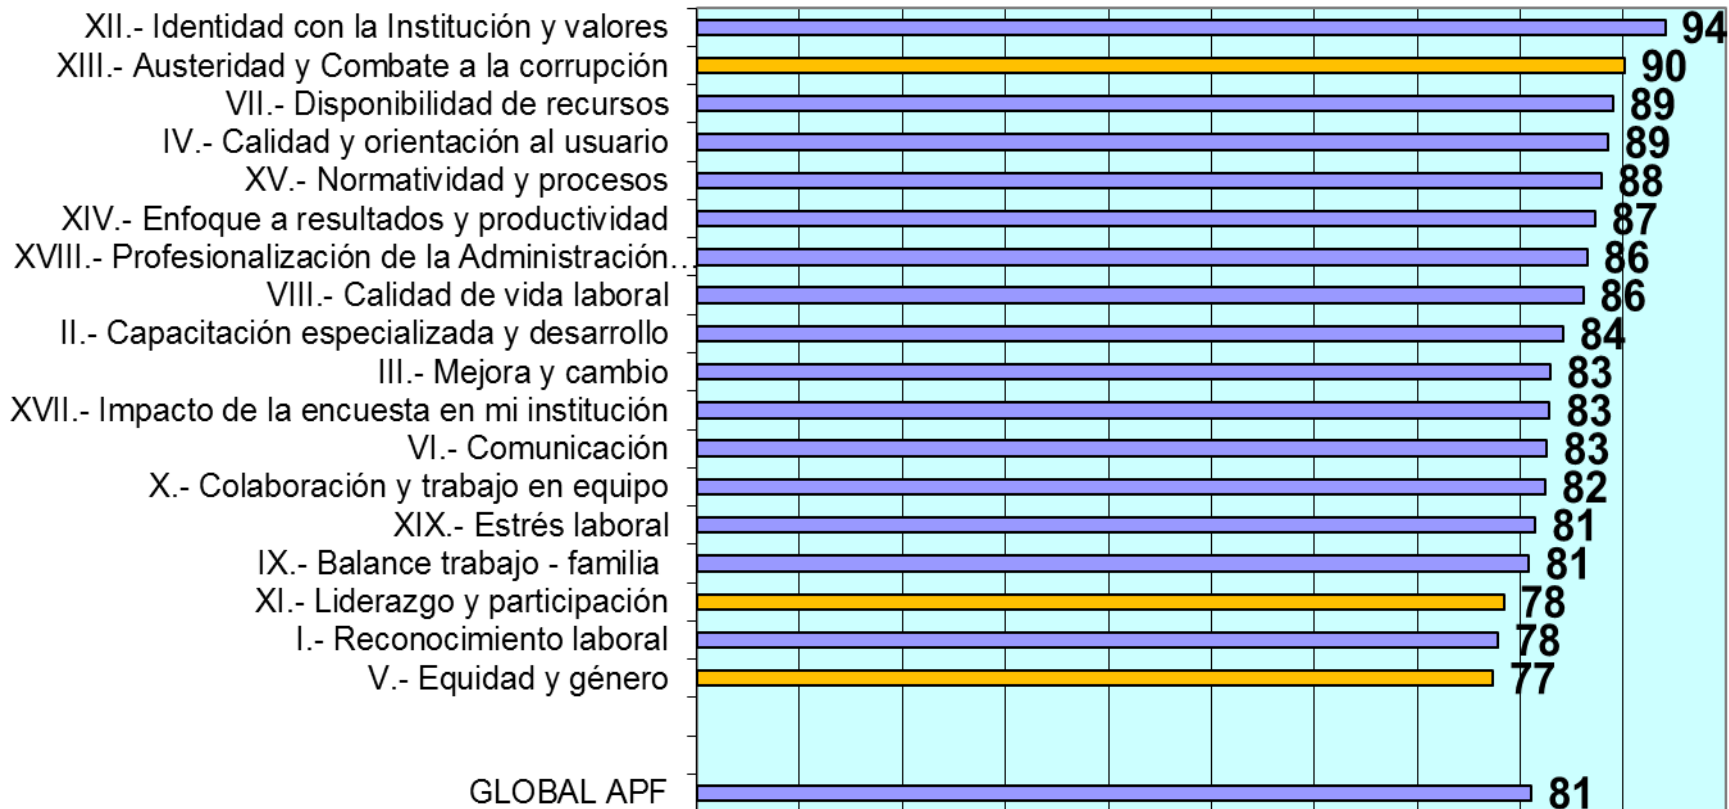 XII.- Identidad con la Institución y valores 94
XIII.- Austeridad y Combate a la corrupción 90
VII.- Disponibilidad de recursos 89
IV.- Calidad y orientación al usuario 89
XV.- Normatividad y procesos 88
XIV.- Enfoque a resultados y productividad 87
XVIII.- Profesionalización de la Administración... 86
VIII.- Calidad de vida laboral 86
II.- Capacitación especializada y desarrollo 84
III.- Mejora y cambio 83
XVII.- Impacto de la encuesta en mi institución 83
VI.- Comunicación 83
X.- Colaboración y trabajo en equipo 82
XIX.- Estrés laboral 81
IX.- Balance trabajo - familia 81
XI.- Liderazgo y participación 78
I.- Reconocimiento laboral 78
V.- Equidad y género 77
GLOBAL APF 81